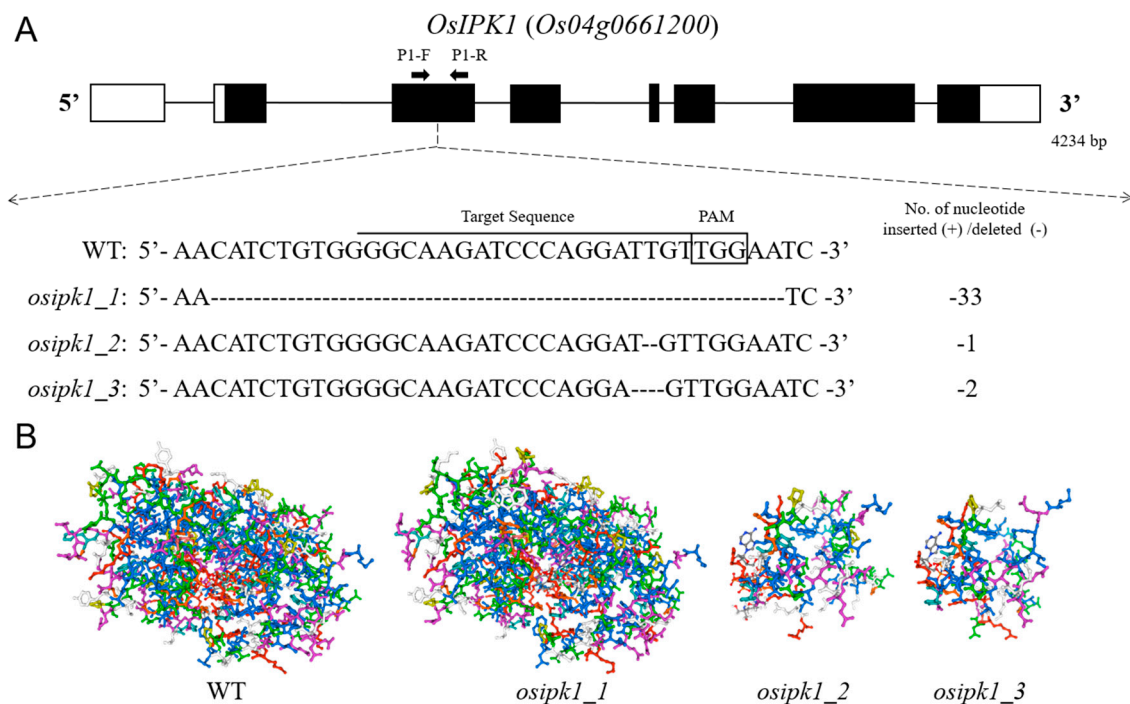 A
OsIPK1 (Os04g0661200)
P1-F P1-R
5’ 3’
4234 bp
Target Sequence PAM No. of nucleotide
inserted (+) /deleted (-)
WT: 5’- AACATCTGTGGGGCAAGATCCCAGGATTGTTGGAATC -3’
osipk1_1: 5’- AA-----------------------------------------------------------------TC -3’ -33
osipk1_2: 5’- AACATCTGTGGGGCAAGATCCCAGGAT--GTTGGAATC -3’ -1
osipk1_3: 5’- AACATCTGTGGGGCAAGATCCCAGGA----GTTGGAATC -3’ -2
B
WT osipk1_1 osipk1_2 osipk1_3